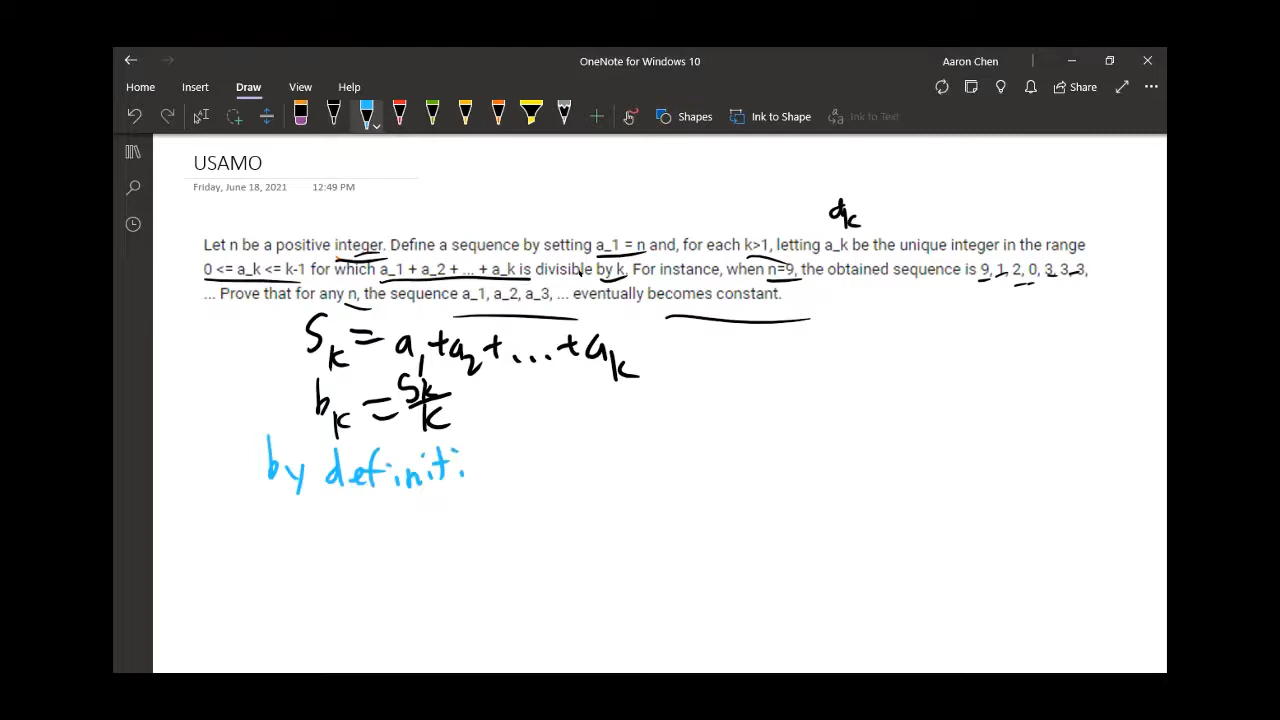 OneNote for Windows 10
Aaron Chen
Home Insert Draw View Help
Share
Shapes
Ink to Shape
Ink to Text
USAMO
Friday, June 18, 2021 12:49 PM
a_k
Let n be a positive integer. Define a sequence by setting a_1 = n and, for each k>1, letting a_k be the unique integer in the range
0 <= a_k <= k-1 for which a_1 + a_2 + ... + a_k is divisible by k. For instance, when n=9, the obtained sequence is 9, 1, 2, 0, 3, 3, 3,
... Prove that for any n, the sequence a_1, a_2, a_3, ... eventually becomes constant.
S_k = a_1 + a_2 + ... + a_k
b_k = S_k/k
by definiti